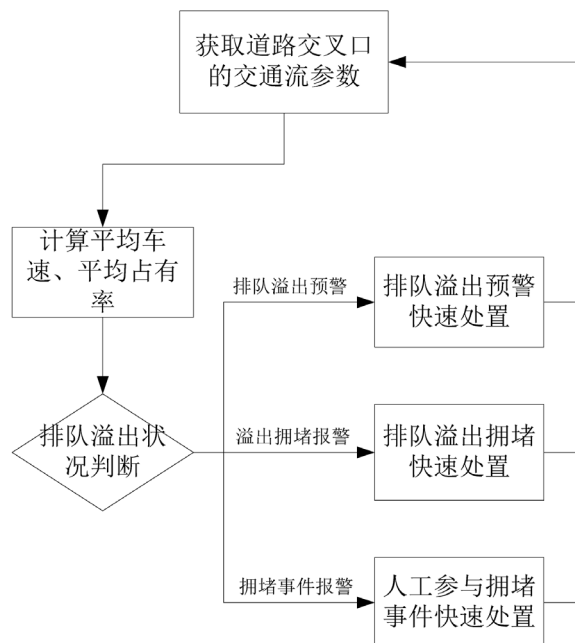 获取道路交叉口
的交通流参数
计算平均车
速、平均占有
率
排队溢出状
况判断
排队溢出预警
排队溢出预警
快速处置
溢出拥堵报警
排队溢出拥堵
快速处置
拥堵事件报警
人工参与拥堵
事件快速处置